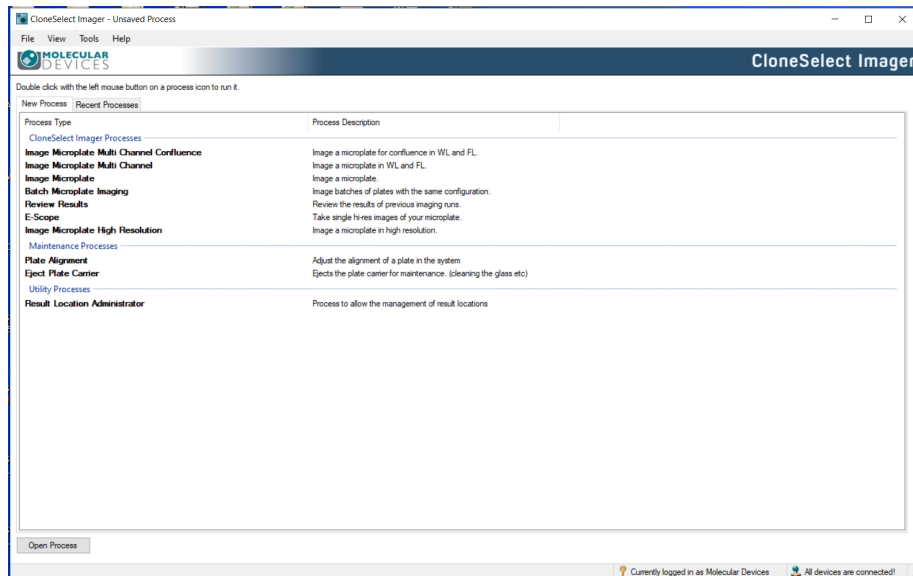 CloneSelect Imager - Unsaved Process
File View Tools Help
MOLECULAR
DEVICES
CloneSelect Imager
Double click with the left mouse button on a process icon to run it.
New Process Recent Processes
Process Type Process Description
CloneSelect Imager Processes
Image Microplate Multi Channel Confluence Image a microplate for confluence in WL and FL.
Image Microplate Multi Channel Image a microplate in WL and FL.
Image Microplate Image a microplate.
Batch Microplate Imaging Image batches of plates with the same configuration.
Review Results Review the results of previous imaging runs.
E-Scope Take single hi-res images of your microplate.
Image Microplate High Resolution Image a microplate in high resolution.
Maintenance Processes
Plate Alignment Adjust the alignment of a plate in the system
Eject Plate Carrier Ejects the plate carrier for maintenance. (cleaning the glass etc)
Utility Processes
Result Location Administrator Process to allow the management of result locations
Open Process
Currently logged in as Molecular Devices All devices are connected!